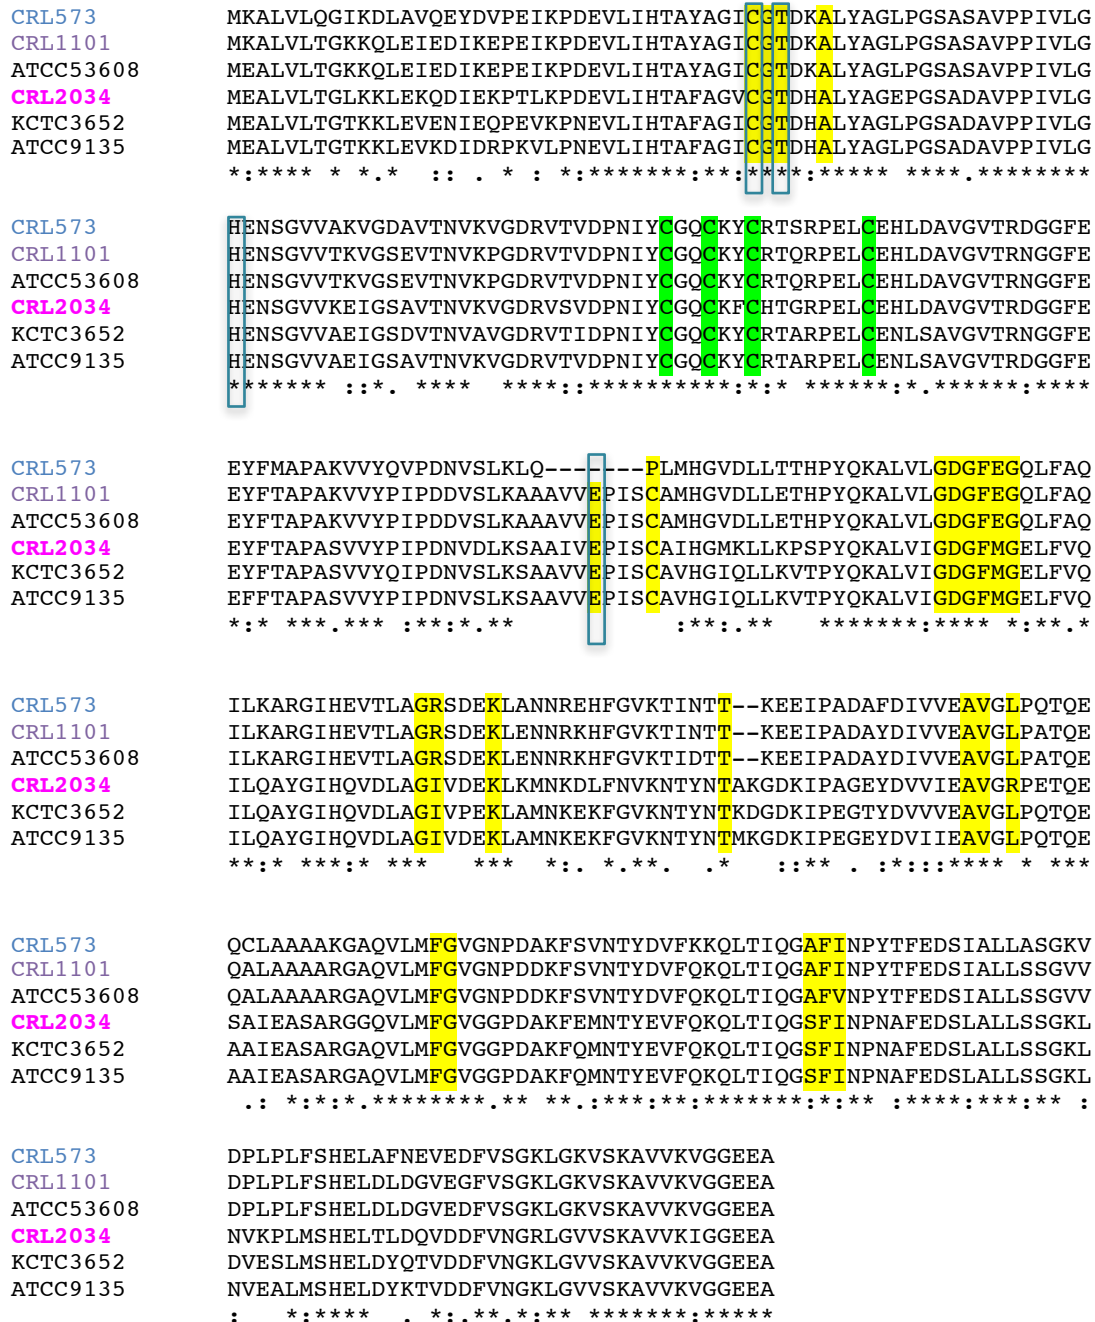 CRL573 MKALVLQGIKDLAVQEYDVPEIKPDEVLIHTAYAGICGTDKALYAGLPGSASAVPPIVLG
CRL1101 MKALVLTGKKQLEIEDIKEPEIKPDEVLIHTAYAGICGTDKALYAGLPGSASAVPPIVLG
ATCC53608 MEALVLTGKKQLEIEDIKEPEIKPDEVLIHTAYAGICGTDKALYAGLPGSASAVPPIVLG
CRL2034 MEALVLTGLKKLEKQDIEKPTLKPDEVLIHTAFAGVCGTDHALYAGEPGSADAVPPIVLG
KCTC3652 MEALVLTGTKKLEVENIEQPEVKPNEVLIHTAFAGICGTDHALYAGLPGSADAVPPIVLG
ATCC9135 MEALVLTGTKKLEVKDIDRPKVLPNEVLIHTAFAGICGTDHALYAGLPGSADAVPPIVLG
*:**** * *.*  :: . * : *:*******:**:****:***** ****.********
CRL573 HENSGVVAKVGDAVTNVKVGDRVTVDPNIYCGQCKYCRTSRPELCEHLDAVGVTRDGGFE
CRL1101 HENSGVVTKVGSEVTNVKPGDRVTVDPNIYCGQCKYCRTQRPELCEHLDAVGVTRNGGFE
ATCC53608 HENSGVVTKVGSEVTNVKPGDRVTVDPNIYCGQCKYCRTQRPELCEHLDAVGVTRNGGFE
CRL2034 HENSGVVKEIGSAVTNVKVGDRVSVDPNIYCGQCKFCHTGRPELCEHLDAVGVTRDGGFE
KCTC3652 HENSGVVAEIGSDVTNVAVGDRVTIDPNIYCGQCKYCRTARPELCENLSAVGVTRNGGFE
ATCC9135 HENSGVVAEIGSAVTNVKVGDRVTVDPNIYCGQCKYCRTARPELCENLSAVGVTRDGGFE
******* ::*. ****  ****::**********:*:* ******:*.******:****
CRL573 EYFMAPAKVVYQVPDNVSLKLQ-------PLMHGVDLLTTHPYQKALVLGDGFEGQLFAQ
CRL1101 EYFTAPAKVVYPIPDDVSLKAAAVVEPISCAMHGVDLLETHPYQKALVLGDGFEGQLFAQ
ATCC53608 EYFTAPAKVVYPIPDDVSLKAAAVVEPISCAMHGVDLLETHPYQKALVLGDGFEGQLFAQ
CRL2034 EYFTAPASVVYPIPDNVDLKSAAIVEPISCAIHGMKLLKPSPYQKALVIGDGFMGELFVQ
KCTC3652 EYFTAPASVVYQIPDNVSLKSAAVVEPISCAVHGIQLLKVTPYQKALVIGDGFMGELFVQ
ATCC9135 EFFTAPASVVYPIPDNVSLKSAAVVEPISCAVHGIQLLKVTPYQKALVIGDGFMGELFVQ
*:* ***.*** :**:*.**           :**:.**   *******:**** *:**.*
CRL573 ILKARGIHEVTLAGRSDEKLANNREHFGVKTINTT--KEEIPADAFDIVVEAVGLPQTQE
CRL1101 ILKARGIHEVTLAGRSDEKLENNRKHFGVKTINTT--KEEIPADAYDIVVEAVGLPATQE
ATCC53608 ILKARGIHEVTLAGRSDEKLENNRKHFGVKTIDTT--KEEIPADAYDIVVEAVGLPATQE
CRL2034 ILQAYGIHQVDLAGIVDEKLKMNKDLFNVKNTYNTAKGDKIPAGEYDVVIEAVGRPETQE
KCTC3652 ILQAYGIHQVDLAGIVPEKLAMNKEKFGVKNTYNTKDGDKIPEGTYDVVVEAVGLPQTQE
ATCC9135 ILQAYGIHQVDLAGIVDEKLAMNKEKFGVKNTYNTMKGDKIPEGEYDVIIEAVGLPQTQE
**:* ***:* ***   ***  *:. *.**.  .*   ::** . :*:::**** * ***
CRL573 QCLAAAAKGAQVLMFGVGNPDAKFSVNTYDVFKKQLTIQGAFINPYTFEDSIALLASGKV
CRL1101 QALAAAARGAQVLMFGVGNPDDKFSVNTYDVFQKQLTIQGAFINPYTFEDSIALLSSGVV
ATCC53608 QALAAAARGAQVLMFGVGNPDDKFSVNTYDVFQKQLTIQGAFVNPYTFEDSIALLSSGVV
CRL2034 SAIEASARGGQVLMFGVGGPDAKFEMNTYEVFQKQLTIQGSFINPNAFEDSLALLSSGKL
KCTC3652 AAIEASARGAQVLMFGVGGPDAKFQMNTYEVFQKQLTIQGSFINPNAFEDSLALLSSGKL
ATCC9135 AAIEASARGAQVLMFGVGGPDAKFQMNTYEVFQKQLTIQGSFINPNAFEDSLALLSSGKL
.: *:*:*.********.** **.:***:**:*******:*:** :****:***:** :
CRL573 DPLPLFSHELAFNEVEDFVSGKLGKVSKAVVKVGGEEA
CRL1101 DPLPLFSHELDLDGVEGFVSGKLGKVSKAVVKVGGEEA
ATCC53608 DPLPLFSHELDLDGVEDFVSGKLGKVSKAVVKVGGEEA
CRL2034 NVKPLMSHELTLDQVDDFVNGRLGVVSKAVVKIGGEEA
KCTC3652 DVESLMSHELDYQTVDDFVNGKLGVVSKAVVKVGGEEA
ATCC9135 NVEALMSHELDYKTVDDFVNGKLGVVSKAVVKVGGEEA
:   *:****  . *:.**.*:** *******:*****